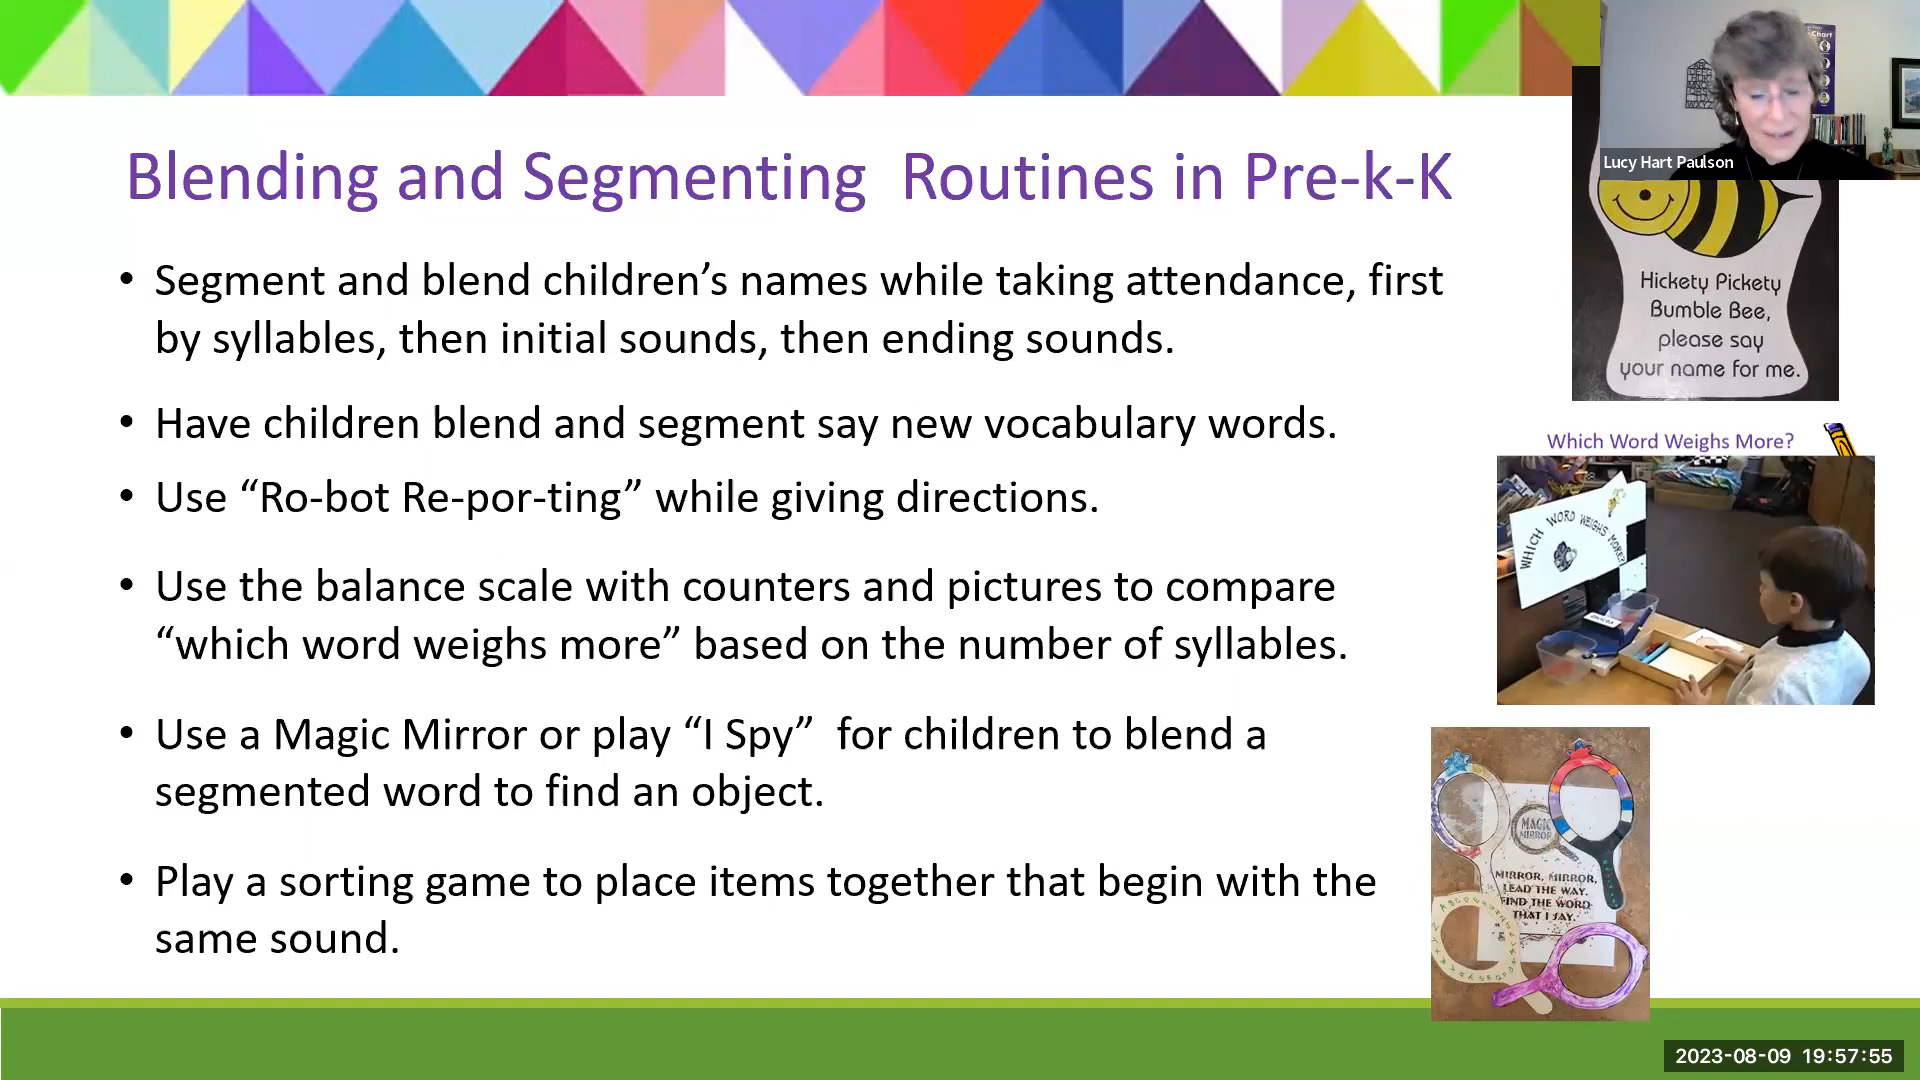 Blending and Segmenting  Routines in Pre-k-K
• Segment and blend children’s names while taking attendance, first
by syllables, then initial sounds, then ending sounds.
• Have children blend and segment say new vocabulary words.
• Use “Ro-bot Re-por-ting” while giving directions.
• Use the balance scale with counters and pictures to compare
“which word weighs more” based on the number of syllables.
• Use a Magic Mirror or play “I Spy”  for children to blend a
segmented word to find an object.
• Play a sorting game to place items together that begin with the
same sound.
Chart
Lucy Hart Paulson
Hickety Pickety
Bumble Bee,
please say
your name for me.
Which Word Weighs More?
WHICH WORD WEIGHS MORE?
MAGIC
MIRROR
MIRROR, MIRROR,
LEAD THE WAY.
FIND THE WORD
THAT I SAY.
2023-08-09 19:57:55